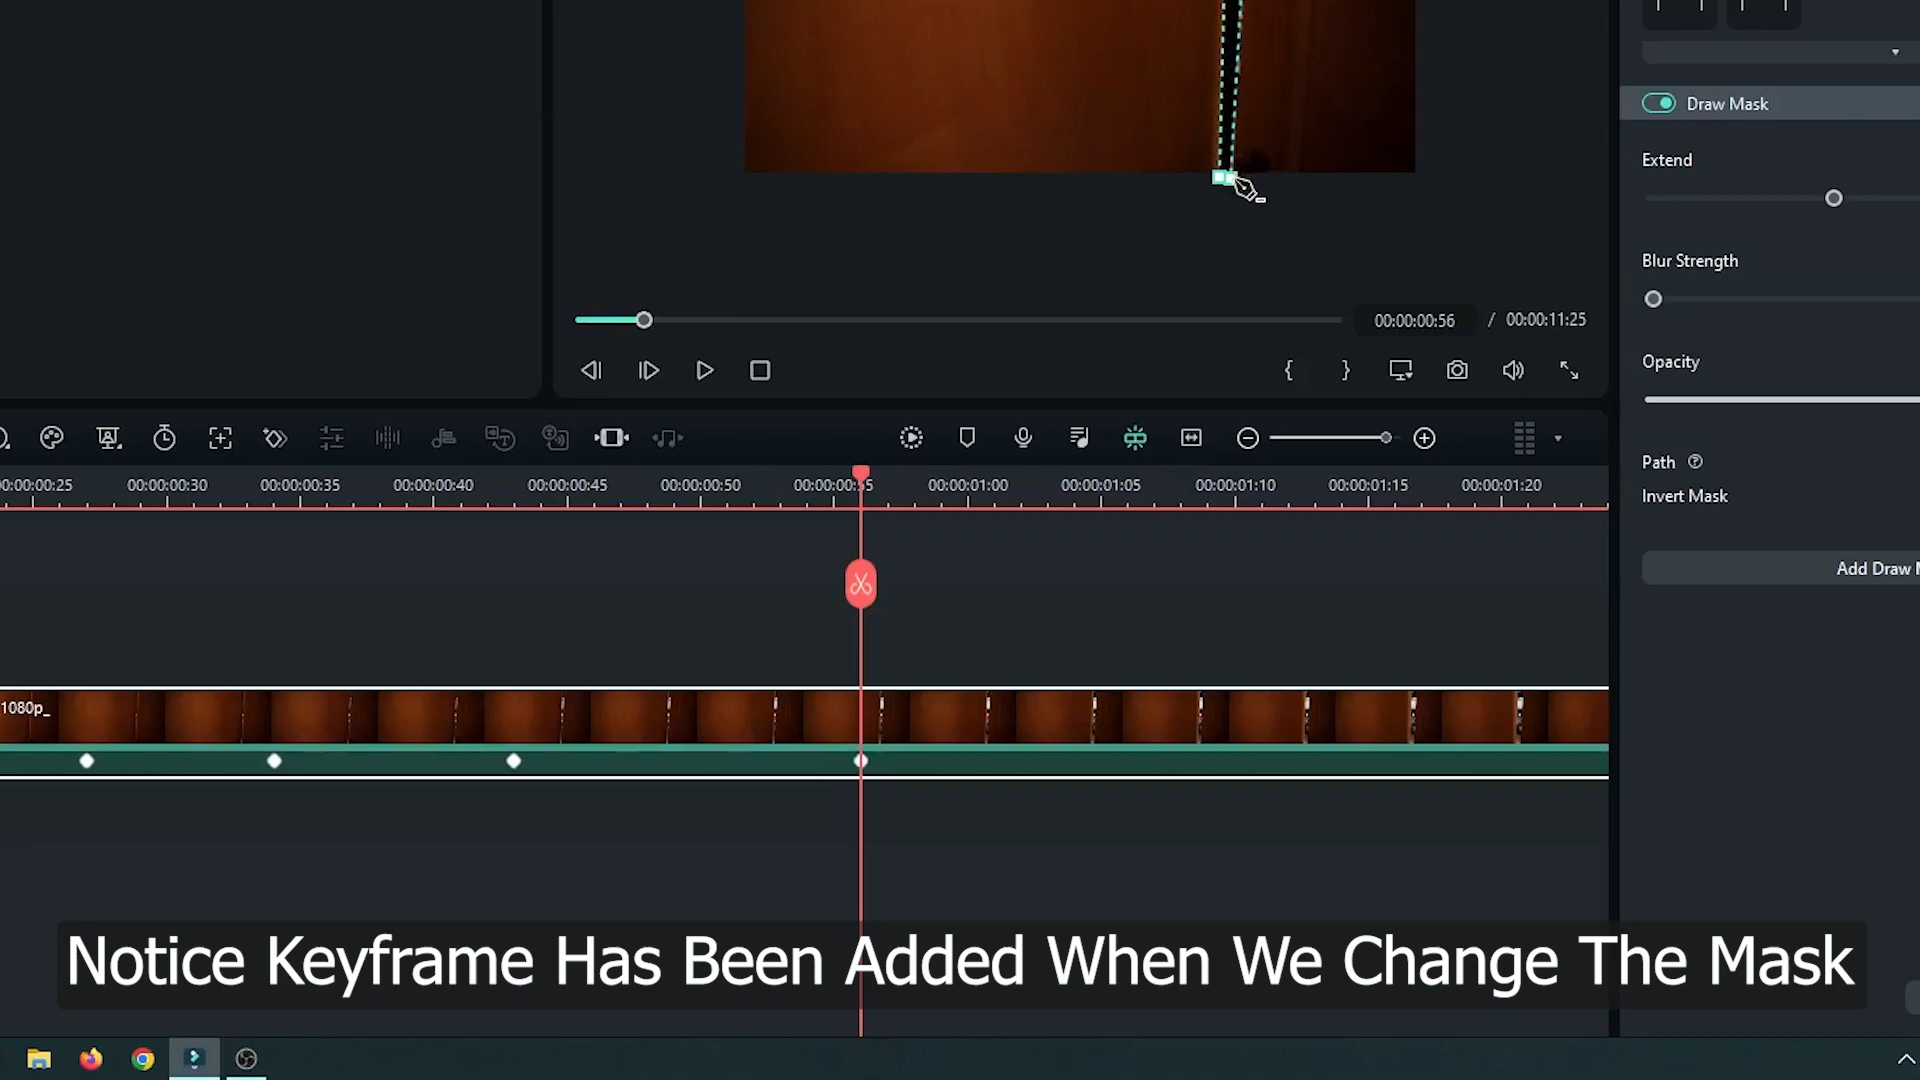 Draw Mask
Extend
Blur Strength
00:00:00:56 / 00:00:11:25
Opacity
Path
Invert Mask
Add Draw
00:00:00:25 00:00:00:30 00:00:00:35 00:00:00:40 00:00:00:45 00:00:00:50 00:00:00:55 00:00:01:00 00:00:01:05 00:00:01:10 00:00:01:15 00:00:01:20
1080p_
Notice Keyframe Has Been Added When We Change The Mask